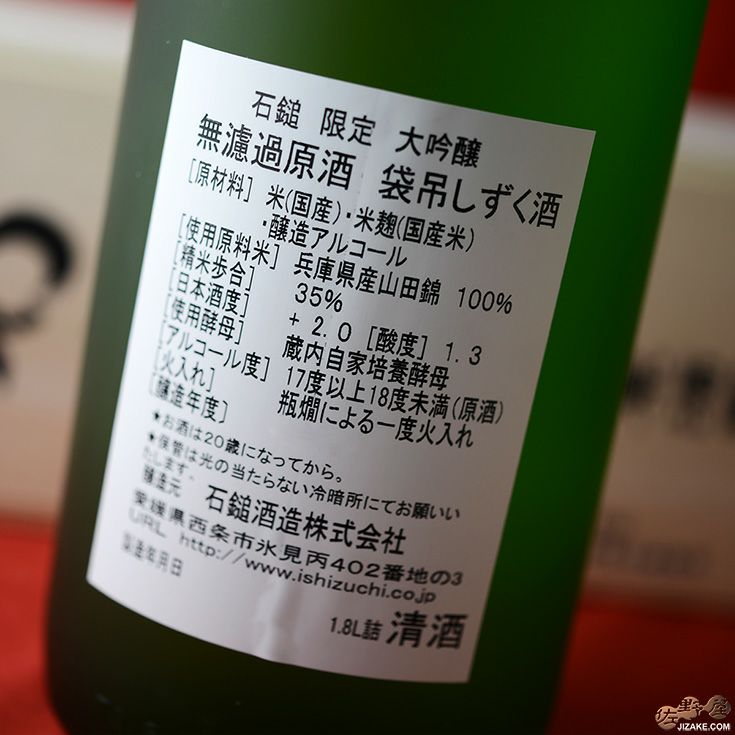 石鎚 限定 大吟醸
無濾過原酒 袋吊しずく酒
[原材料] 米(国産)・米麹(国産米)
・醸造アルコール
[使用原料米] 兵庫県産山田錦 100%
[精米歩合] 35%
[日本酒度] +2.0 [酸度] 1.3
[使用酵母] 蔵内自家培養酵母
[アルコール度] 17度以上18度未満(原酒)
[火入れ] 瓶燗による一度火入れ
[醸造年度]
★お酒は20歳になってから。
★保管は光の当たらない冷暗所にてお願いい
たします。
醸造元 石鎚酒造株式会社
愛媛県西条市氷見丙402番地の3
URL http://www.ishizuchi.co.jp
製造年月日
1.8L詰 清酒
佐野屋
JIZAKE.COM